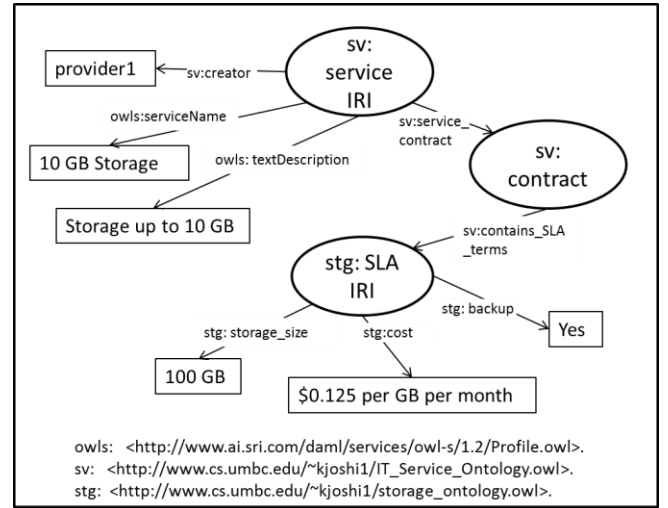 sv:
service
IRI
provider1
sv:creator
owls:serviceName
sv:service_
contract
owls: textDescription
10 GB Storage
sv:
contract
Storage up to 10 GB
sv:contains_SLA
_terms
stg: SLA
IRI
stg: backup
stg: storage_size
stg:cost
Yes
100 GB
$0.125 per GB per month
owls: <http://www.ai.sri.com/daml/services/owl-s/1.2/Profile.owl>.
sv: <http://www.cs.umbc.edu/~kjoshi1/IT_Service_Ontology.owl>.
stg: <http://www.cs.umbc.edu/~kjoshi1/storage_ontology.owl>.